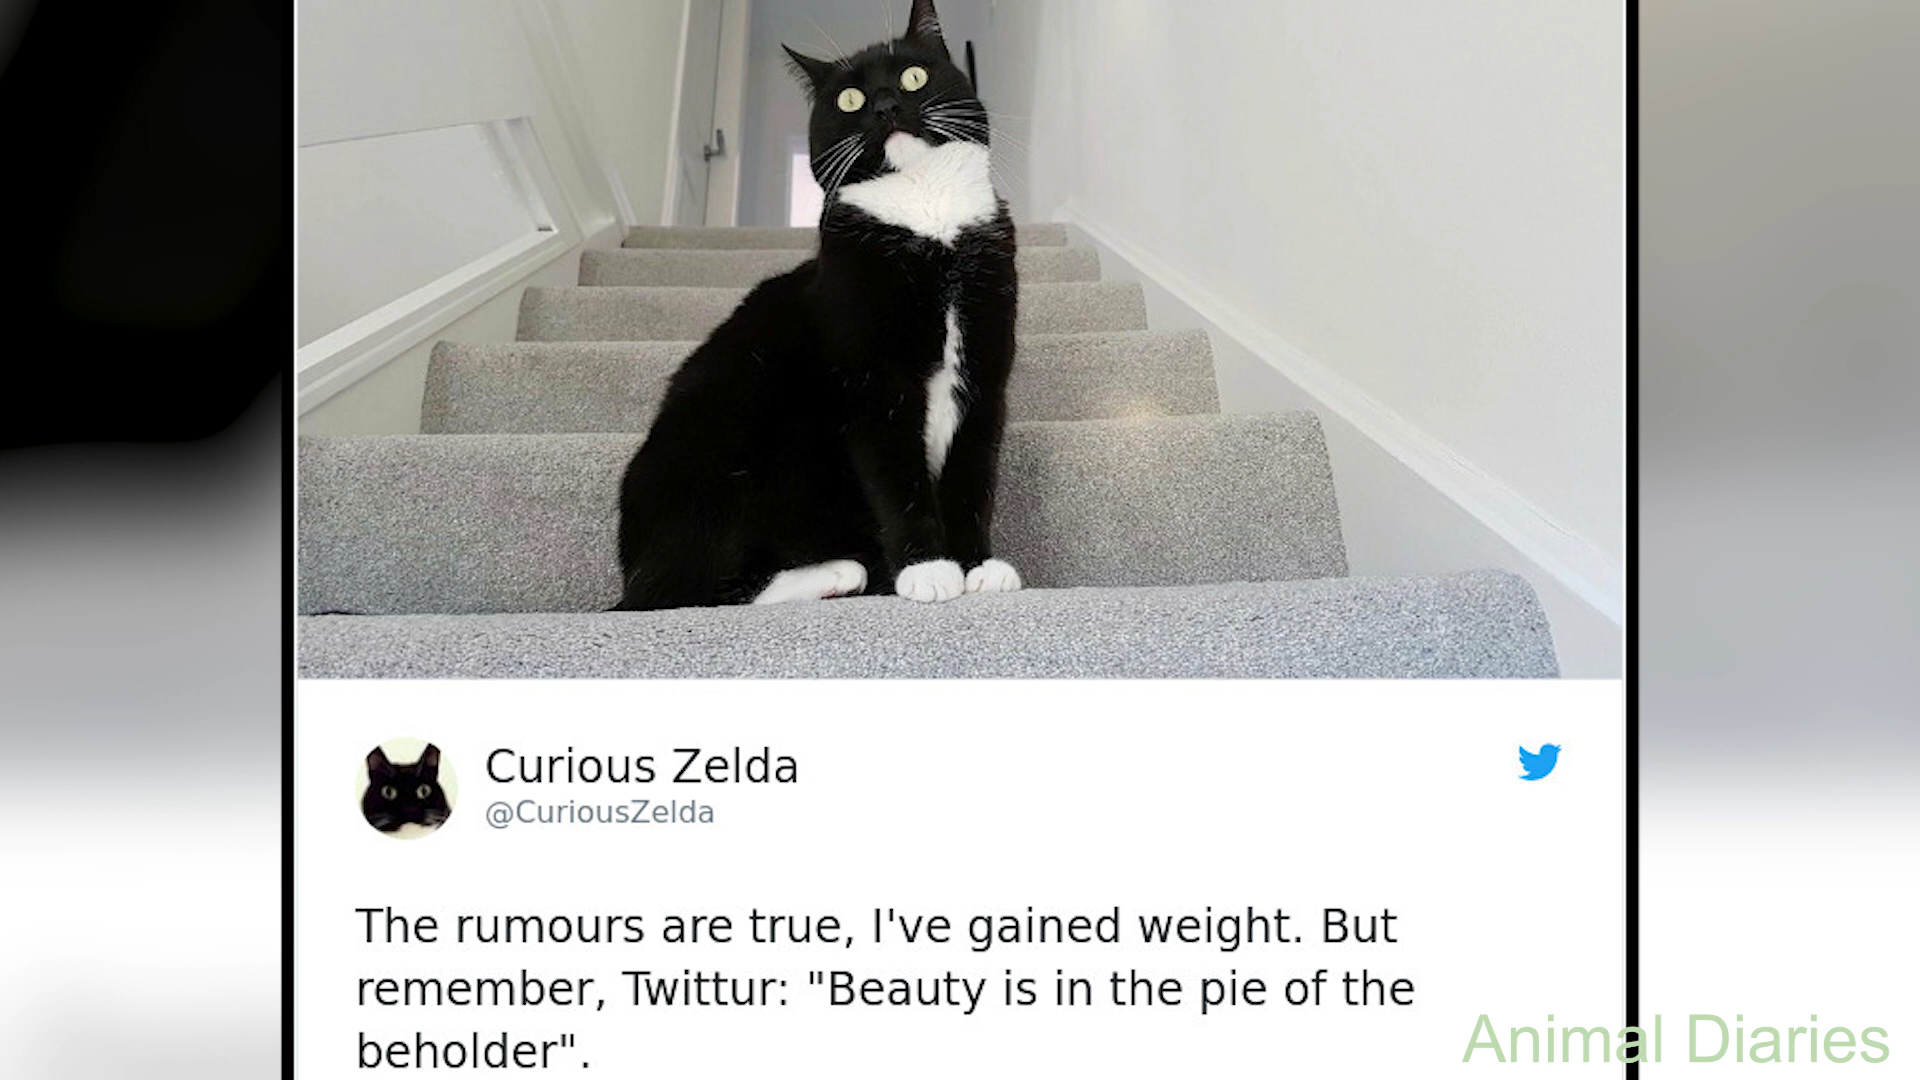 Curious Zelda
@CuriousZelda
The rumours are true, I've gained weight. But
remember, Twittur: "Beauty is in the pie of the
beholder".
Animal Diaries